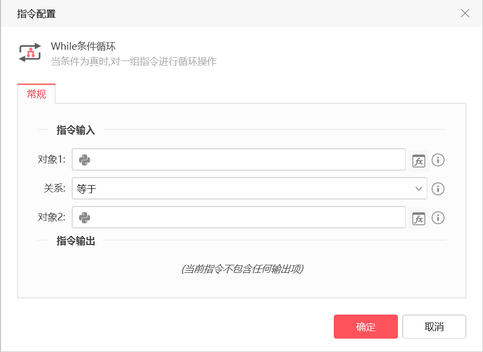 指令配置
While条件循环
当条件为真时,对一组指令进行循环操作
常规
指令输入
对象1:
关系: 等于
对象2:
指令输出
(当前指令不包含任何输出项)
确定 取消